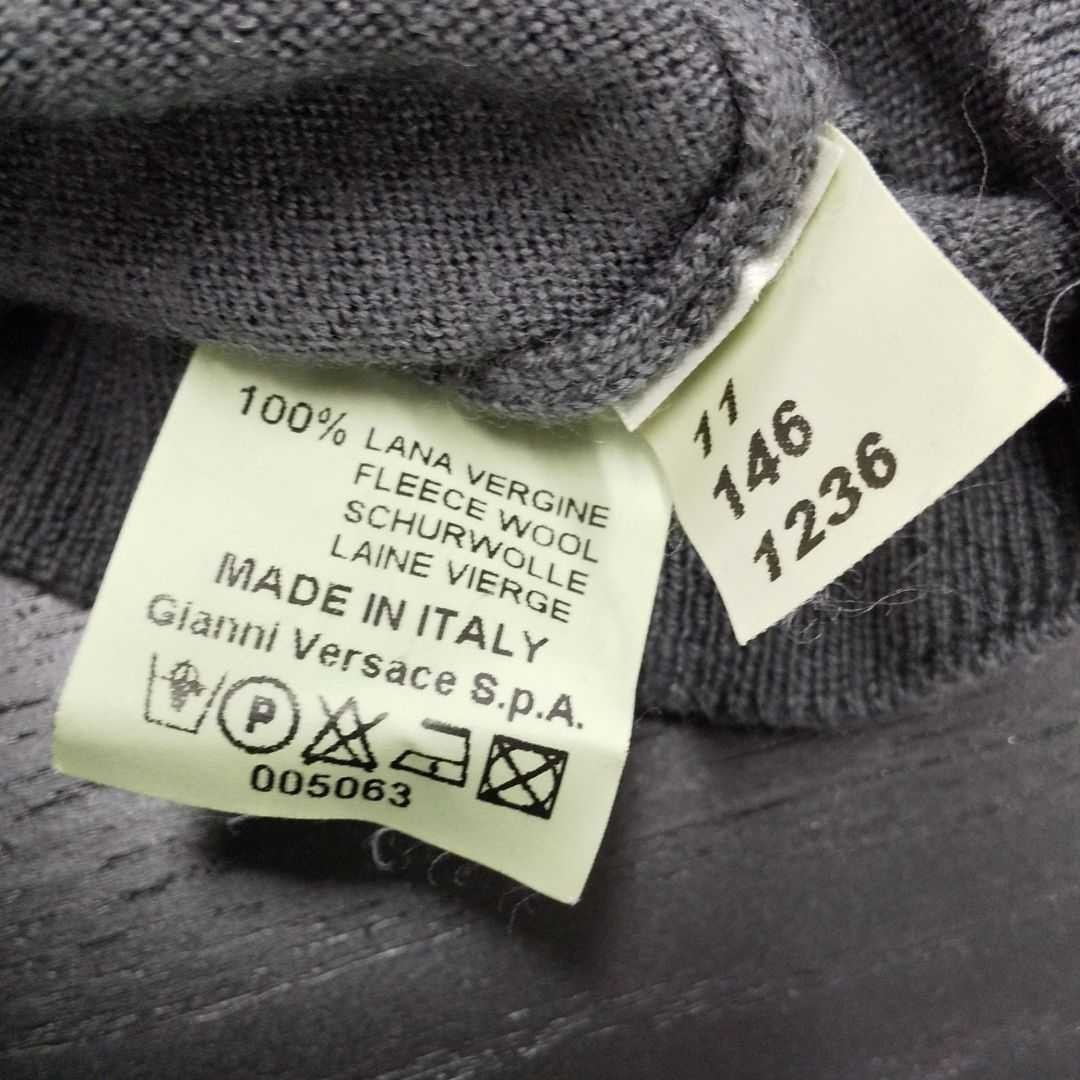 100% LANA VERGINE
FLEECE WOOL
SCHURWOLLE
LAINE VIERGE
MADE IN ITALY
Gianni Versace S.p.A.
P
005063
11
146
1236